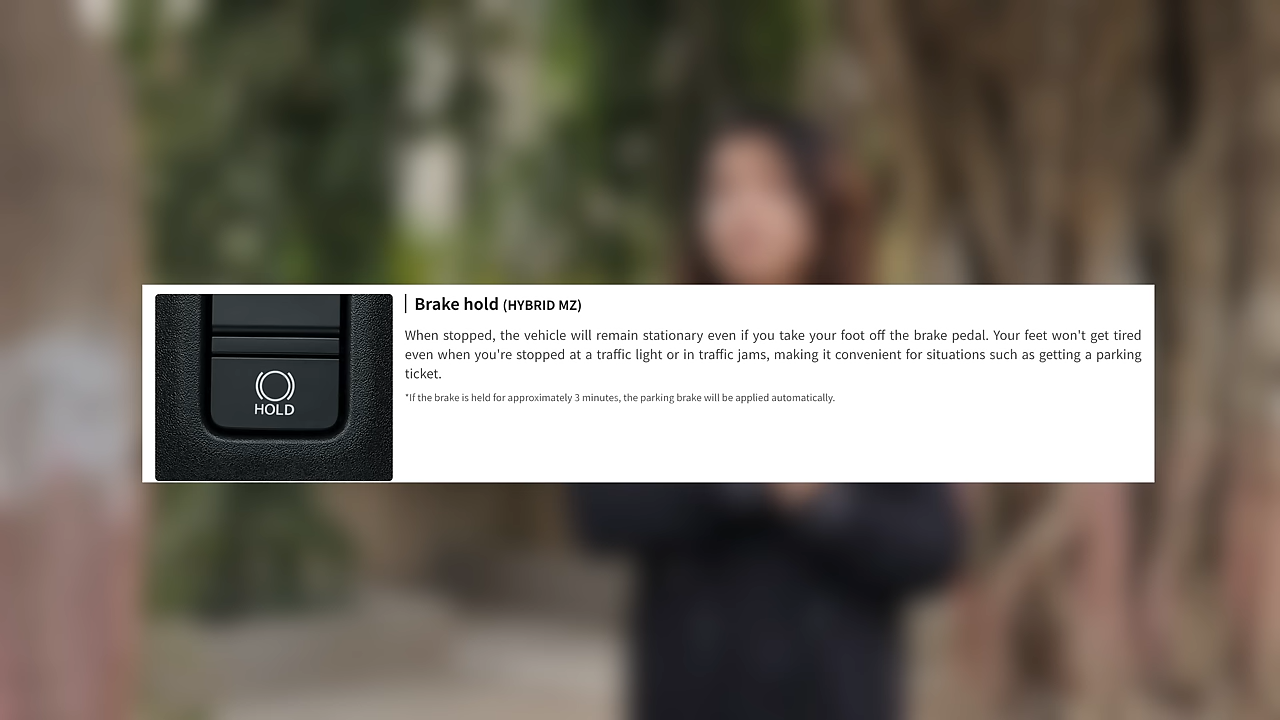 Brake hold (HYBRID MZ)
When stopped, the vehicle will remain stationary even if you take your foot off the brake pedal. Your feet won't get tired
even when you're stopped at a traffic light or in traffic jams, making it convenient for situations such as getting a parking
ticket.
*If the brake is held for approximately 3 minutes, the parking brake will be applied automatically.
HOLD